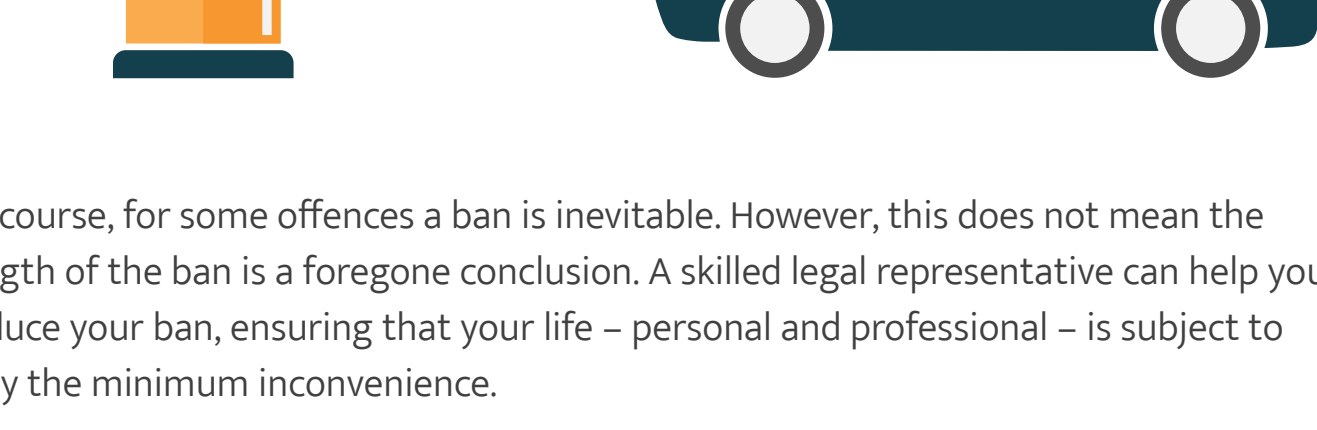 course, for some offences a ban is inevitable. However, this does not mean the
gth of the ban is a foregone conclusion. A skilled legal representative can help you
luce your ban, ensuring that your life – personal and professional – is subject to
y the minimum inconvenience.